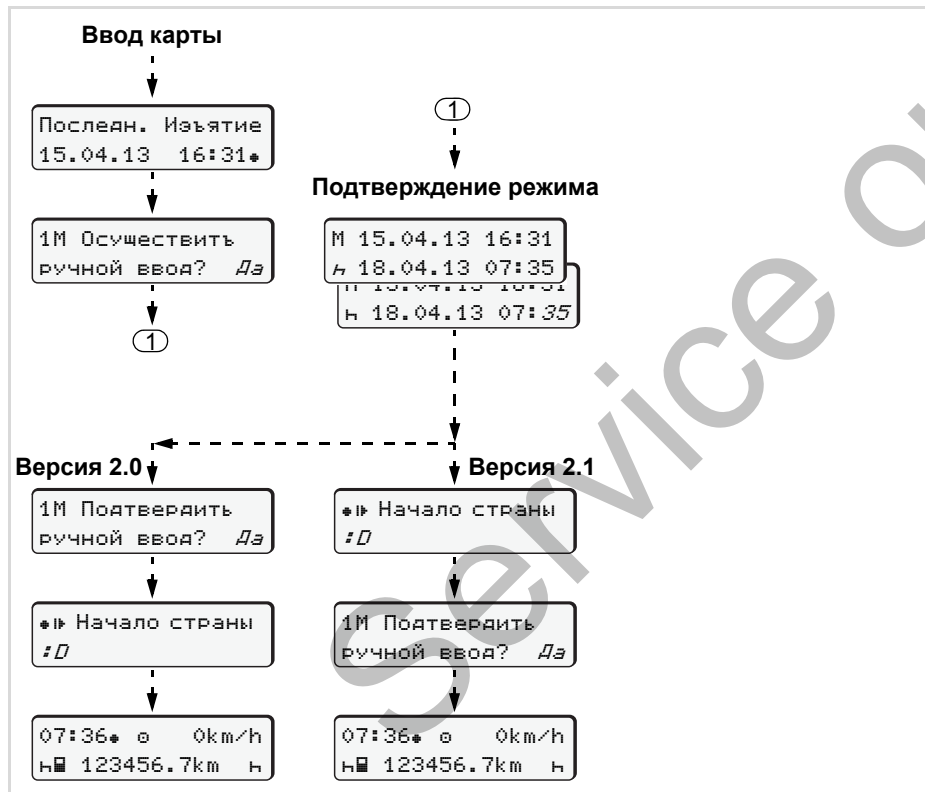 Ввод карты
Последн. Изъятие
15.04.13 16:31•
1M Осуществить
ручной ввод? Да
1
1
Подтверждение режима
M 15.04.13 16:31
h 18.04.13 07:35
h 18.04.13 07:35
Версия 2.0
1M Подтвердить
ручной ввод? Да
Начало страны
:D
07:36• 0km/h
h 123456.7km h
Версия 2.1
Начало страны
:D
1M Подтвердить
ручной ввод? Да
07:36• 0km/h
h 123456.7km h
Service